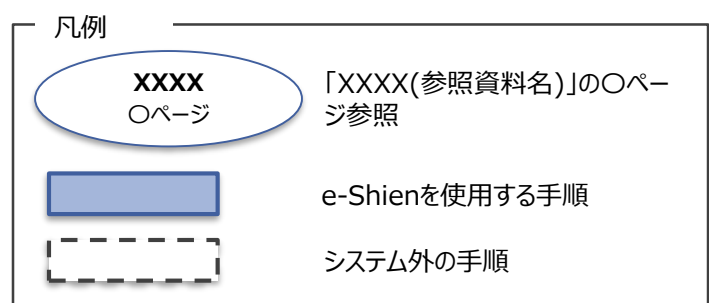 凡例
XXXX
〇ページ
「XXXX(参照資料名)」の〇ペー
ジ参照
e-Shienを使用する手順
システム外の手順